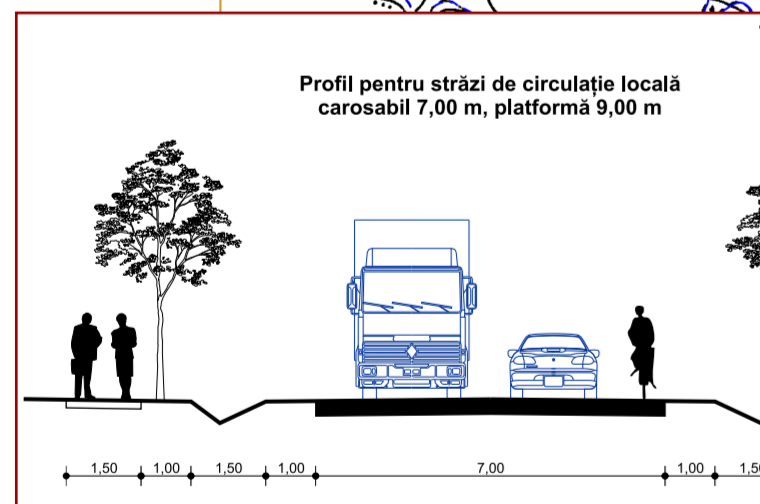 Profil pentru străzi de circulație locală
carosabil 7,00 m, platformă 9,00 m
1,50 1,00 1,50 1,00 7,00 1,00